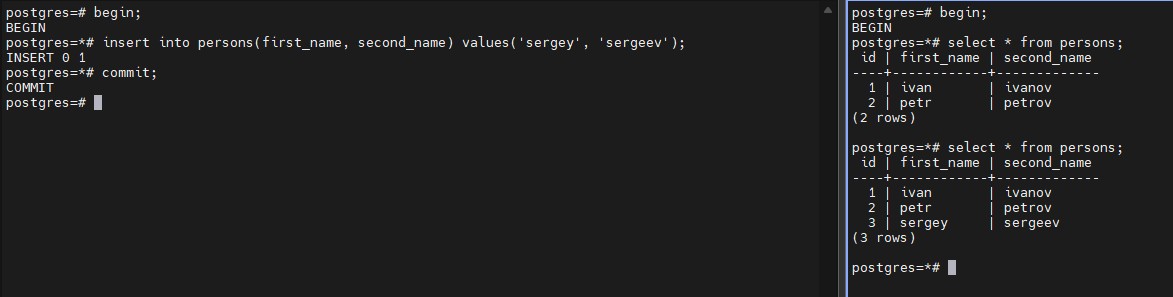 postgres=# begin;
BEGIN
postgres=*# insert into persons(first_name, second_name) values('sergey', 'sergeev');
INSERT 0 1
postgres=*# commit;
COMMIT
postgres=#
postgres=# begin;
BEGIN
postgres=*# select * from persons;
 id | first_name | second_name
----+------------+-------------
  1 | ivan       | ivanov
  2 | petr       | petrov
(2 rows)

postgres=*# select * from persons;
 id | first_name | second_name
----+------------+-------------
  1 | ivan       | ivanov
  2 | petr       | petrov
  3 | sergey     | sergeev
(3 rows)

postgres=*#